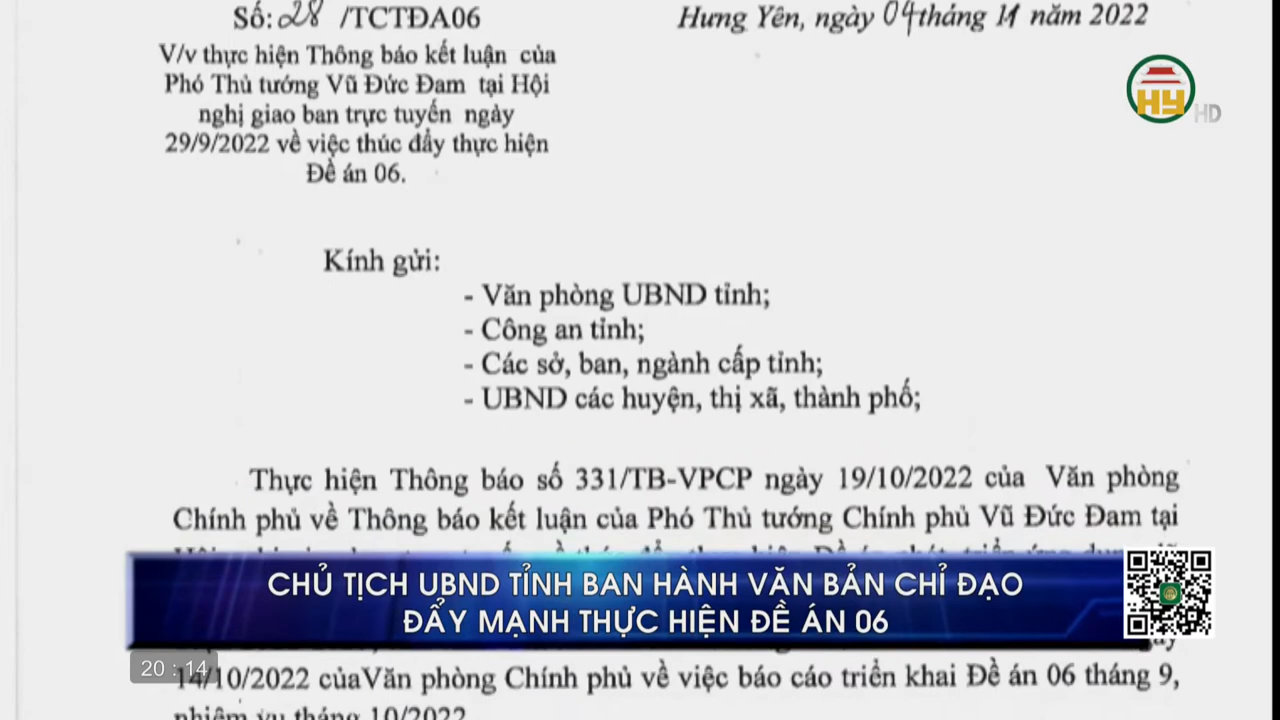 Số: 28 /TCTĐA06
Hưng Yên, ngày 04 tháng 11 năm 2022
V/v thực hiện Thông báo kết luận của
Phó Thủ tướng Vũ Đức Đam tại Hội
nghị giao ban trực tuyến ngày
29/9/2022 về việc thúc đẩy thực hiện
Đề án 06.
HY HD
Kính gửi:
- Văn phòng UBND tỉnh;
- Công an tỉnh;
- Các sở, ban, ngành cấp tỉnh;
- UBND các huyện, thị xã, thành phố;
Thực hiện Thông báo số 331/TB-VPCP ngày 19/10/2022 của Văn phòng
Chính phủ về Thông báo kết luận của Phó Thủ tướng Chính phủ Vũ Đức Đam tại
CHỦ TỊCH UBND TỈNH BAN HÀNH VĂN BẢN CHỈ ĐẠO
ĐẨY MẠNH THỰC HIỆN ĐỀ ÁN 06
20 : 14
14/10/2022 củaVăn phòng Chính phủ về việc báo cáo triển khai Đề án 06 tháng 9,
nhiệm vụ tháng 10/2022